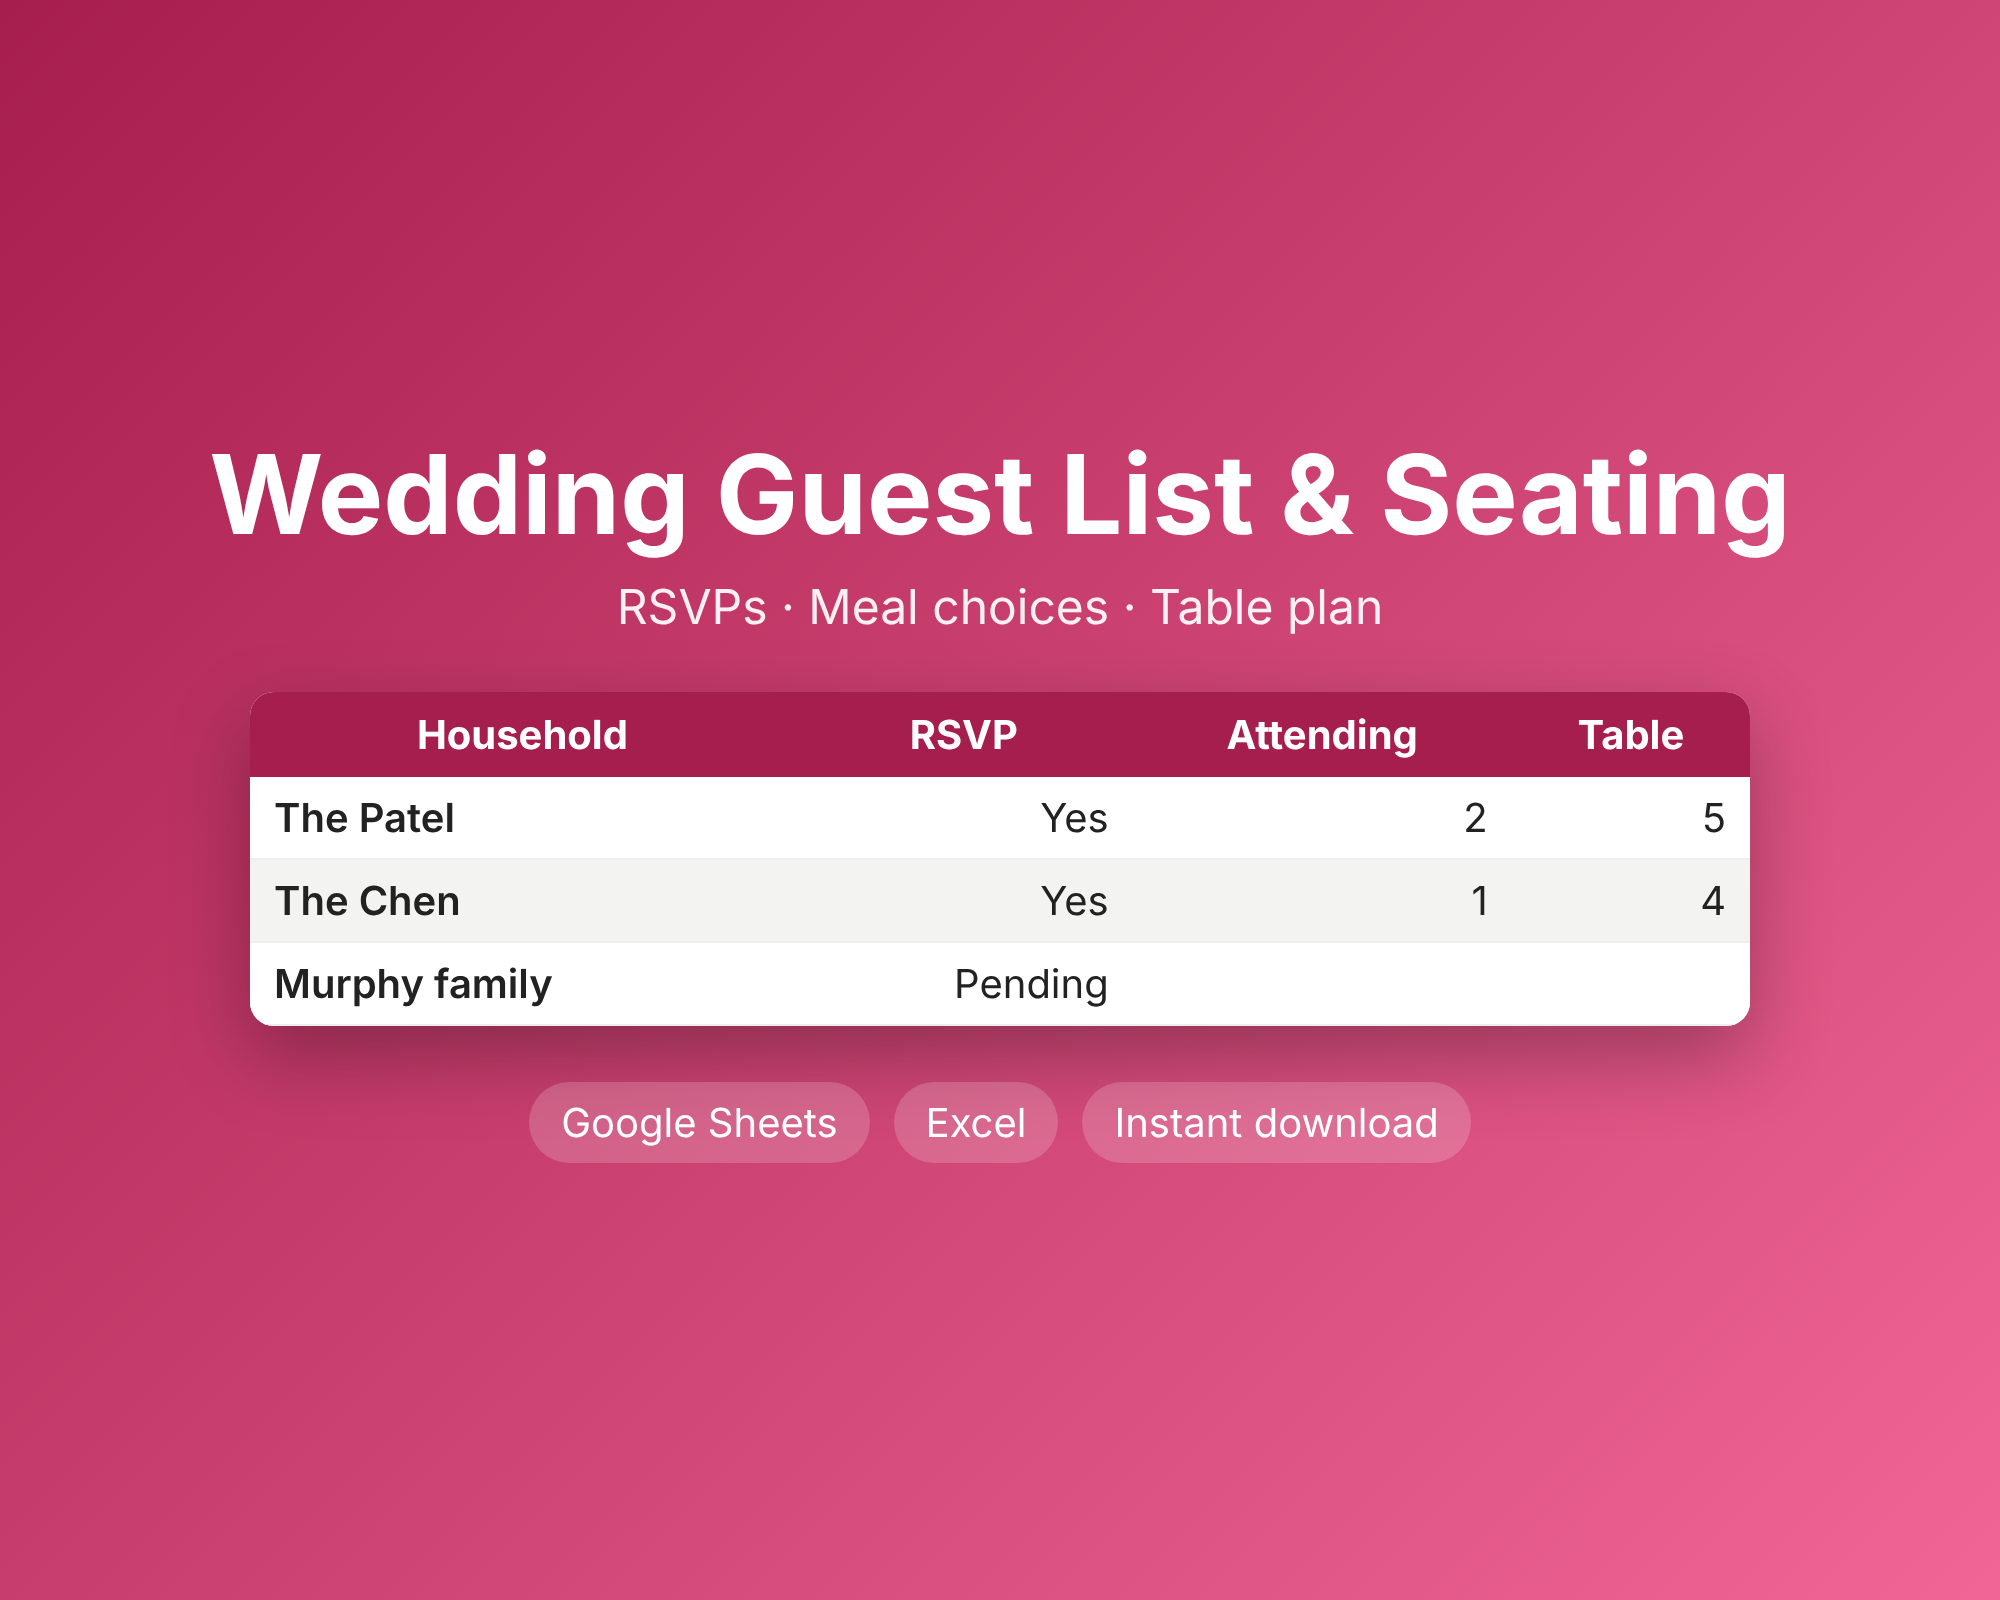 Wedding Guest List & Seating
RSVPs · Meal choices · Table plan
Household RSVP Attending Table
The Patel Yes 2 5
The Chen Yes 1 4
Murphy family Pending
Google Sheets Excel Instant download